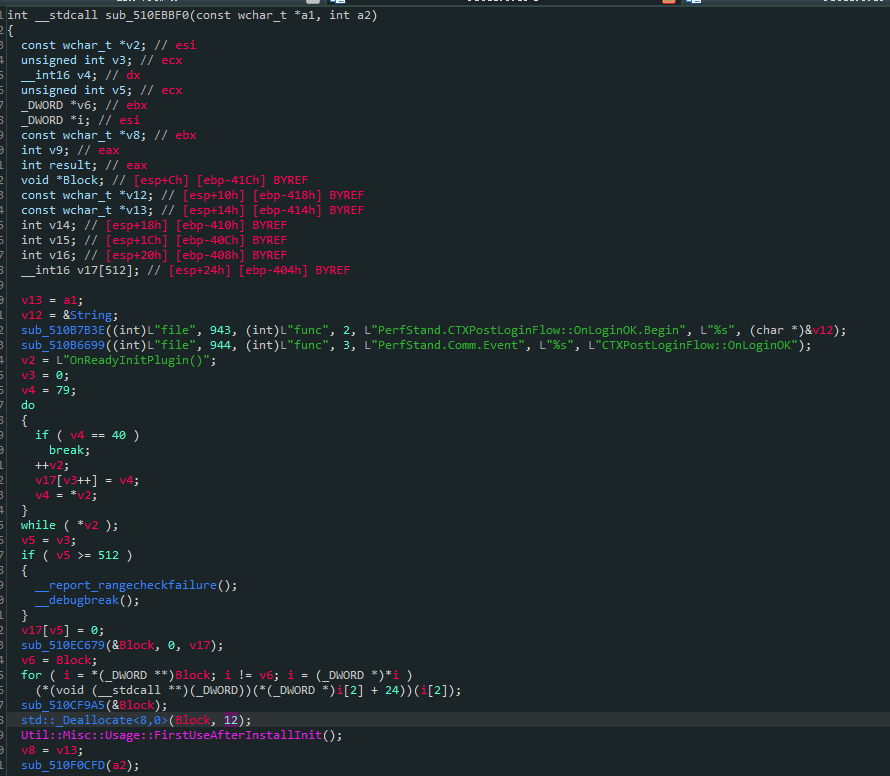 int __stdcall sub_510EBBF0(const wchar_t *a1, int a2)
{
const wchar_t *v2; // esi
unsigned int v3; // ecx
__int16 v4; // dx
unsigned int v5; // ecx
_DWORD *v6; // ebx
_DWORD *i; // esi
const wchar_t *v8; // ebx
int v9; // eax
int result; // eax
void *Block; // [esp+Ch] [ebp-41Ch] BYREF
const wchar_t *v12; // [esp+10h] [ebp-418h] BYREF
const wchar_t *v13; // [esp+14h] [ebp-414h] BYREF
int v14; // [esp+18h] [ebp-410h] BYREF
int v15; // [esp+1Ch] [ebp-40Ch] BYREF
int v16; // [esp+20h] [ebp-408h] BYREF
__int16 v17[512]; // [esp+24h] [ebp-404h] BYREF
v13 = a1;
v12 = &String;
sub_510B7B3E((int)L"file", 943, (int)L"func", 2, L"PerfStand.CTXPostLoginFlow::OnLoginOK.Begin", L"%s", (char *)&v12);
sub_510B6699((int)L"file", 944, (int)L"func", 3, L"PerfStand.Comm.Event", L"%s", L"CTXPostLoginFlow::OnLoginOK");
v2 = L"OnReadyInitPlugin()";
v3 = 0;
v4 = 79;
do
{
if ( v4 == 40 )
break;
++v2;
v17[v3++] = v4;
v4 = *v2;
}
while ( *v2 );
v5 = v3;
if ( v5 >= 512 )
{
__report_rangecheckfailure();
__debugbreak();
}
v17[v5] = 0;
sub_510EC679(&Block, 0, v17);
v6 = Block;
for ( i = *(_DWORD **)Block; i != v6; i = (_DWORD *)*i )
(*(void (__stdcall **)(_DWORD))(*(_DWORD *)i[2] + 24))(i[2]);
sub_510CF9A5(&Block);
std::_Deallocate<8,0>(Block, 12);
Util::Misc::Usage::FirstUseAfterInstallInit();
v8 = v13;
sub_510F0CFD(a2);